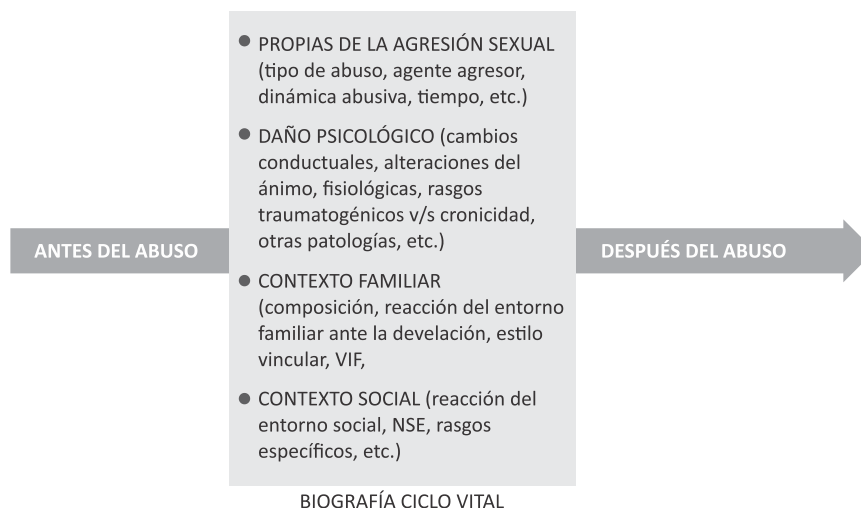 PROPIAS DE LA AGRESIÓN SEXUAL
(tipo de abuso, agente agresor,
dinámica abusiva, tiempo, etc.)
DAÑO PSICOLÓGICO (cambios
conductuales, alteraciones del
ánimo, fisiológicas, rasgos
traumatogénicos v/s cronicidad,
otras patologías, etc.)
ANTES DEL ABUSO
DESPUÉS DEL ABUSO
CONTEXTO FAMILIAR
(composición, reacción del entorno
familiar ante la develación, estilo
vincular, VIF,
CONTEXTO SOCIAL (reacción del
entorno social, NSE, rasgos
específicos, etc.)
BIOGRAFÍA CICLO VITAL